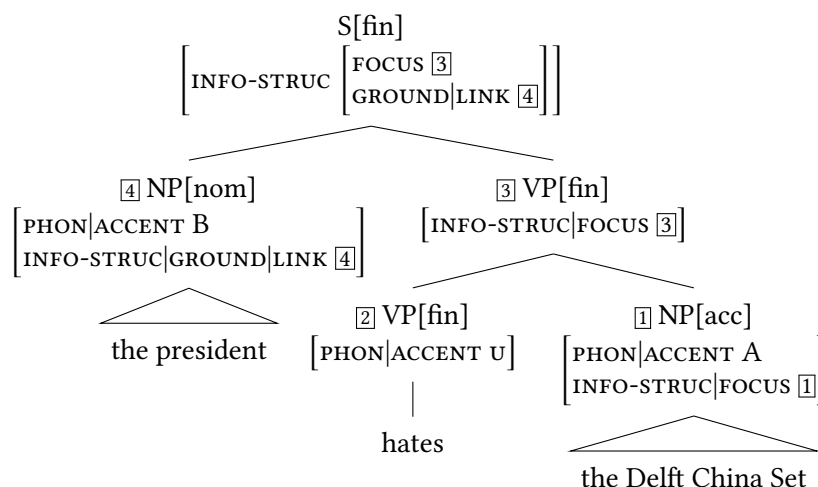 S[fin]
[INFO-STRUC [FOCUS 3
GROUND|LINK 4]]
4 NP[nom]
[PHON|ACCENT B
INFO-STRUC|GROUND|LINK 4]
3 VP[fin]
[INFO-STRUC|FOCUS 3]
the president
2 VP[fin]
[PHON|ACCENT U]
1 NP[acc]
[PHON|ACCENT A
INFO-STRUC|FOCUS 1]
hates
the Delft China Set